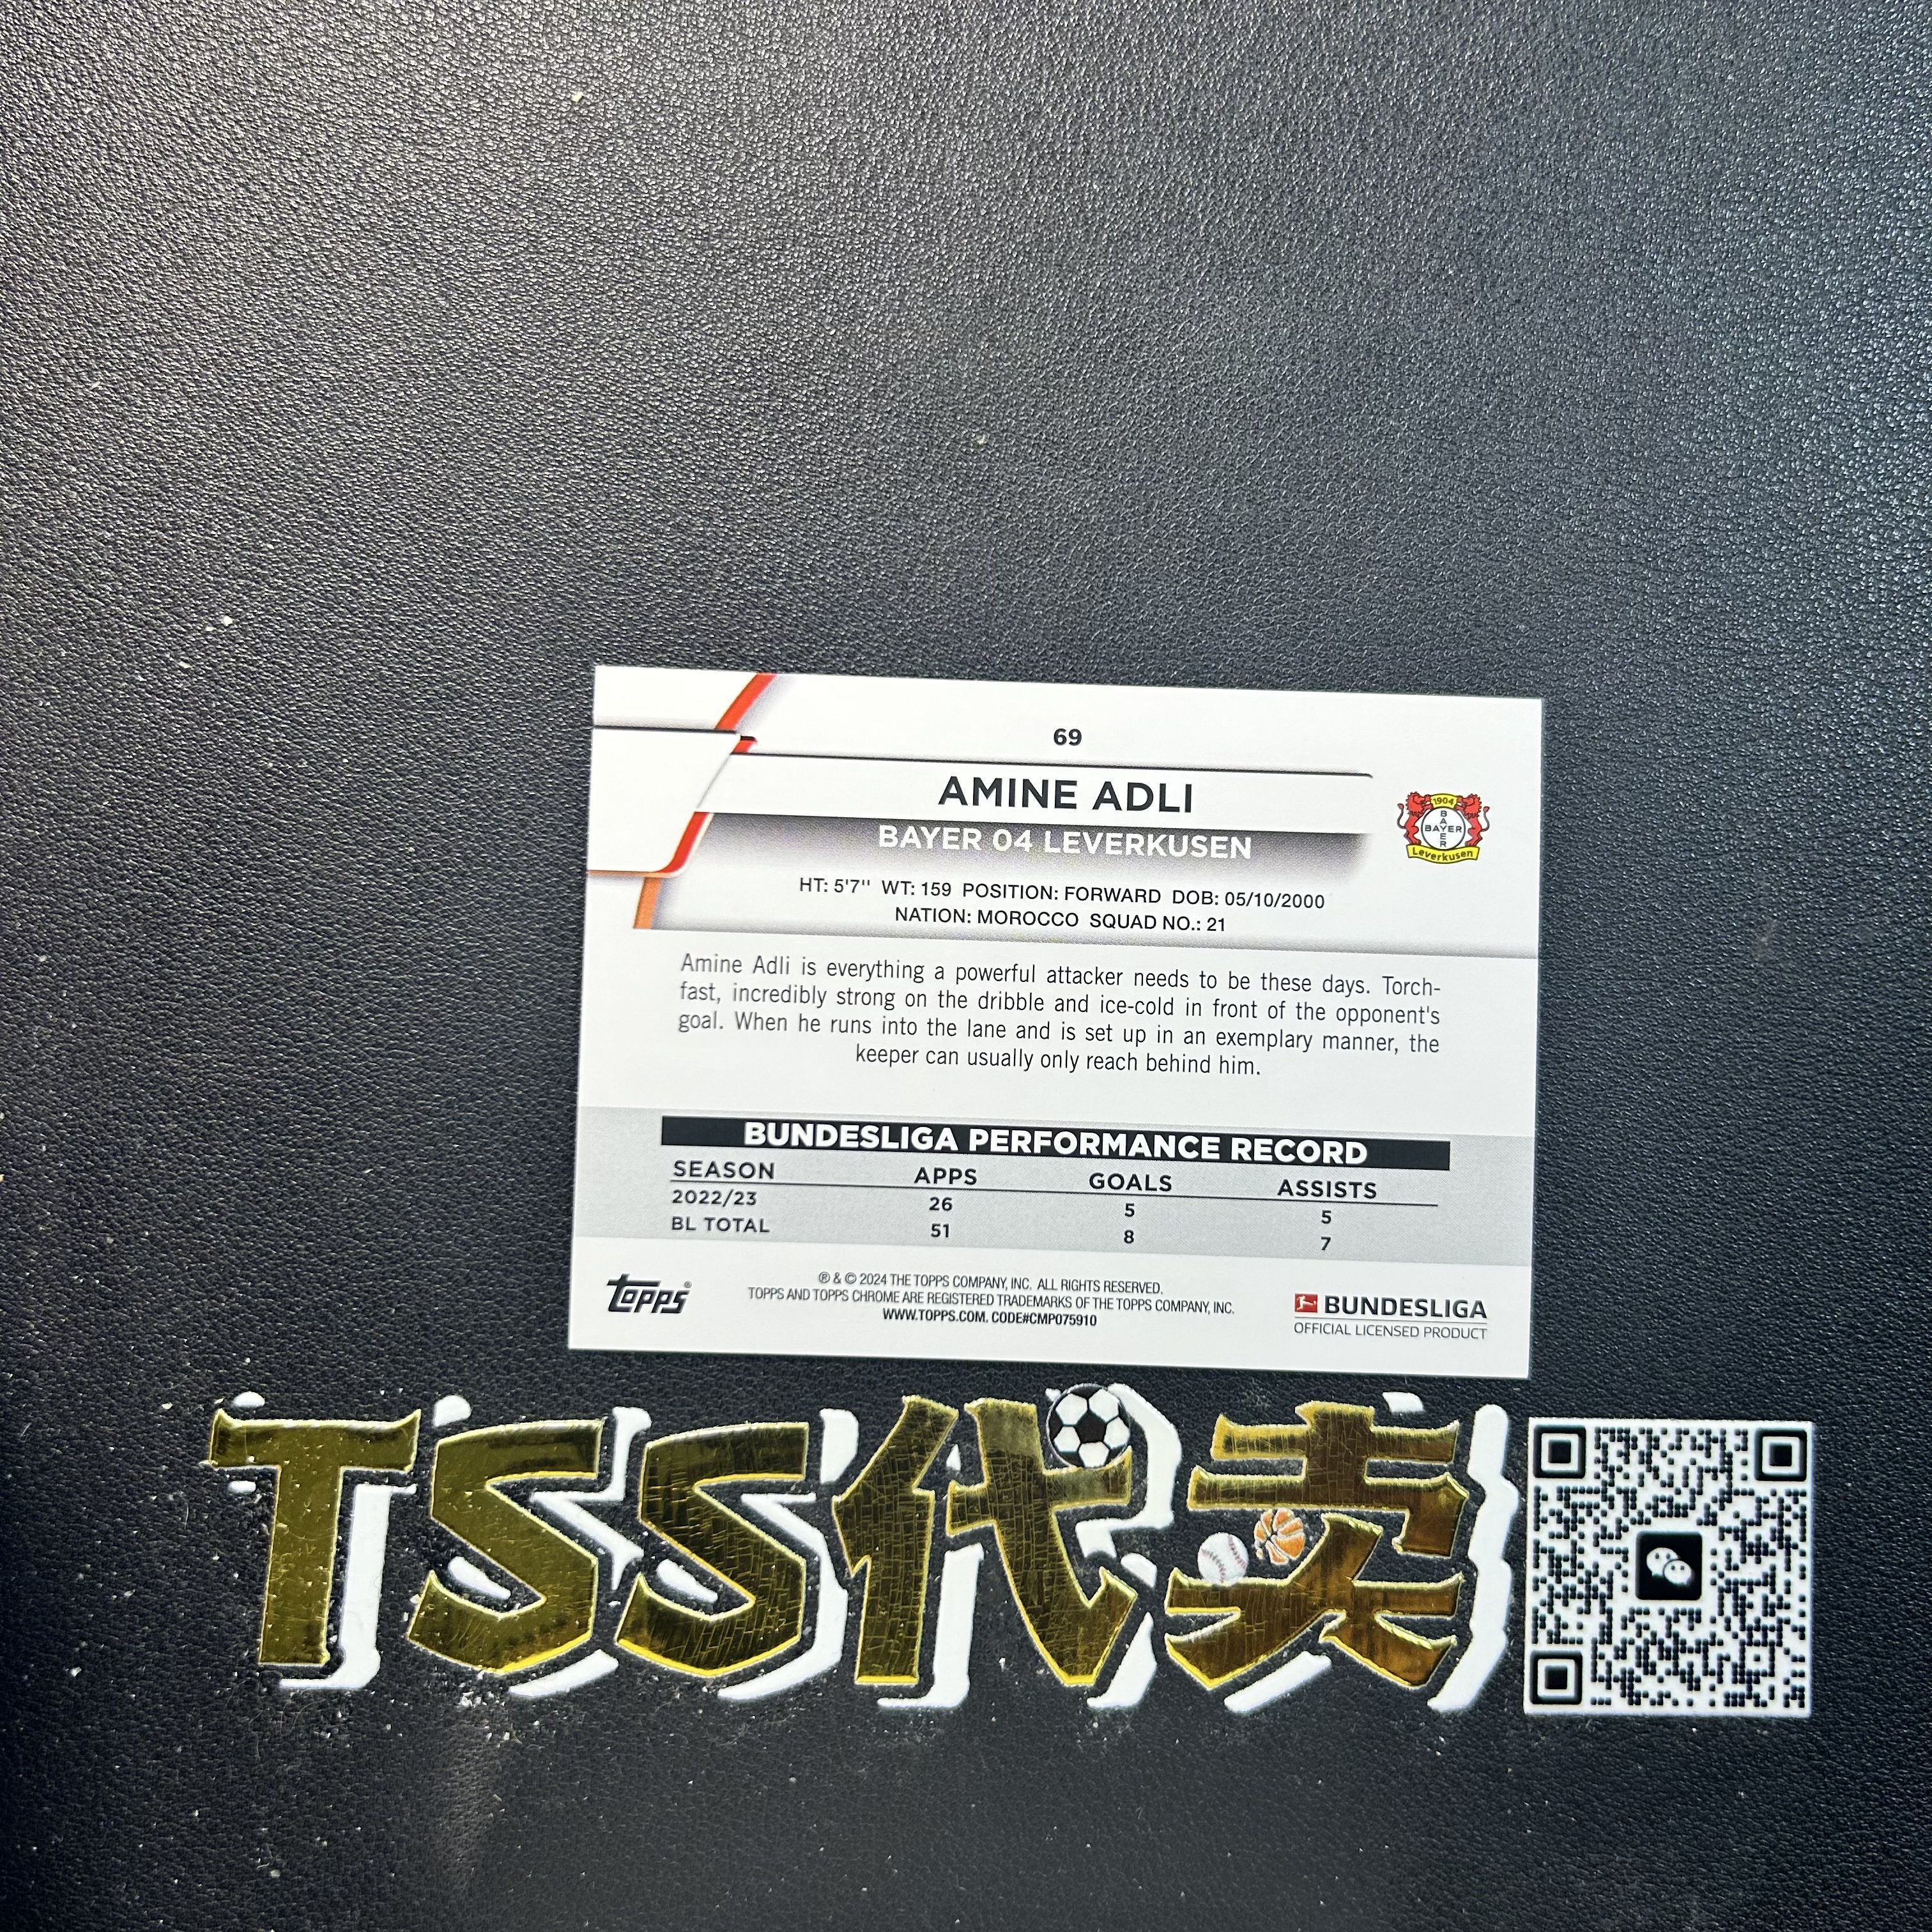 69
AMINE ADLI
BAYER 04 LEVERKUSEN
1904
BAYER
BAYER
Leverkusen
HT: 5'7'' WT: 159 POSITION: FORWARD DOB: 05/10/2000
NATION: MOROCCO SQUAD NO.: 21
Amine Adli is everything a powerful attacker needs to be these days. Torch-
fast, incredibly strong on the dribble and ice-cold in front of the opponent's
goal. When he runs into the lane and is set up in an exemplary manner, the
keeper can usually only reach behind him.
BUNDESLIGA PERFORMANCE RECORD
SEASON APPS GOALS ASSISTS
2022/23 26 5 5
BL TOTAL 51 8 7
topps®
® & © 2024 THE TOPPS COMPANY, INC. ALL RIGHTS RESERVED.
TOPPS AND TOPPS CHROME ARE REGISTERED TRADEMARKS OF THE TOPPS COMPANY, INC.
WWW.TOPPS.COM. CODE#CMP075910
BUNDESLIGA
OFFICIAL LICENSED PRODUCT
TSS代卖